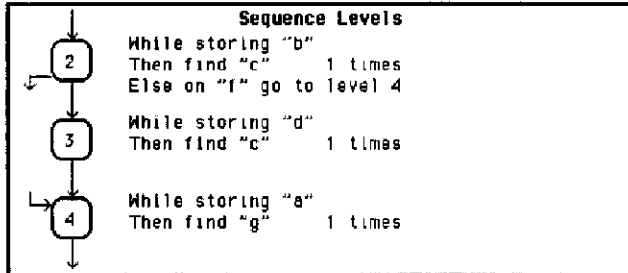 Sequence Levels
2
While storing "b"
Then find "c" 1 times
Else on "f" go to level 4
3
While storing "d"
Then find "c" 1 times
4
While storing "a"
Then find "g" 1 times